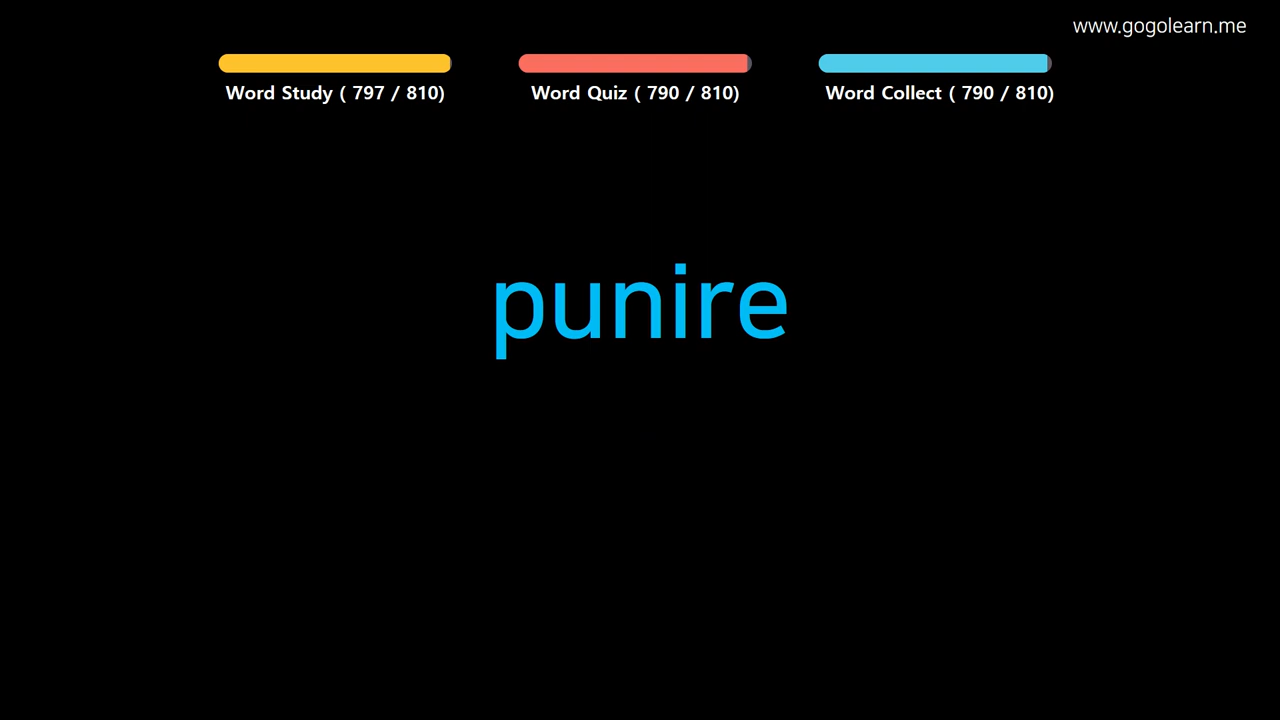 www.gogolearn.me
Word Study ( 797 / 810)
Word Quiz ( 790 / 810)
Word Collect ( 790 / 810)
punire